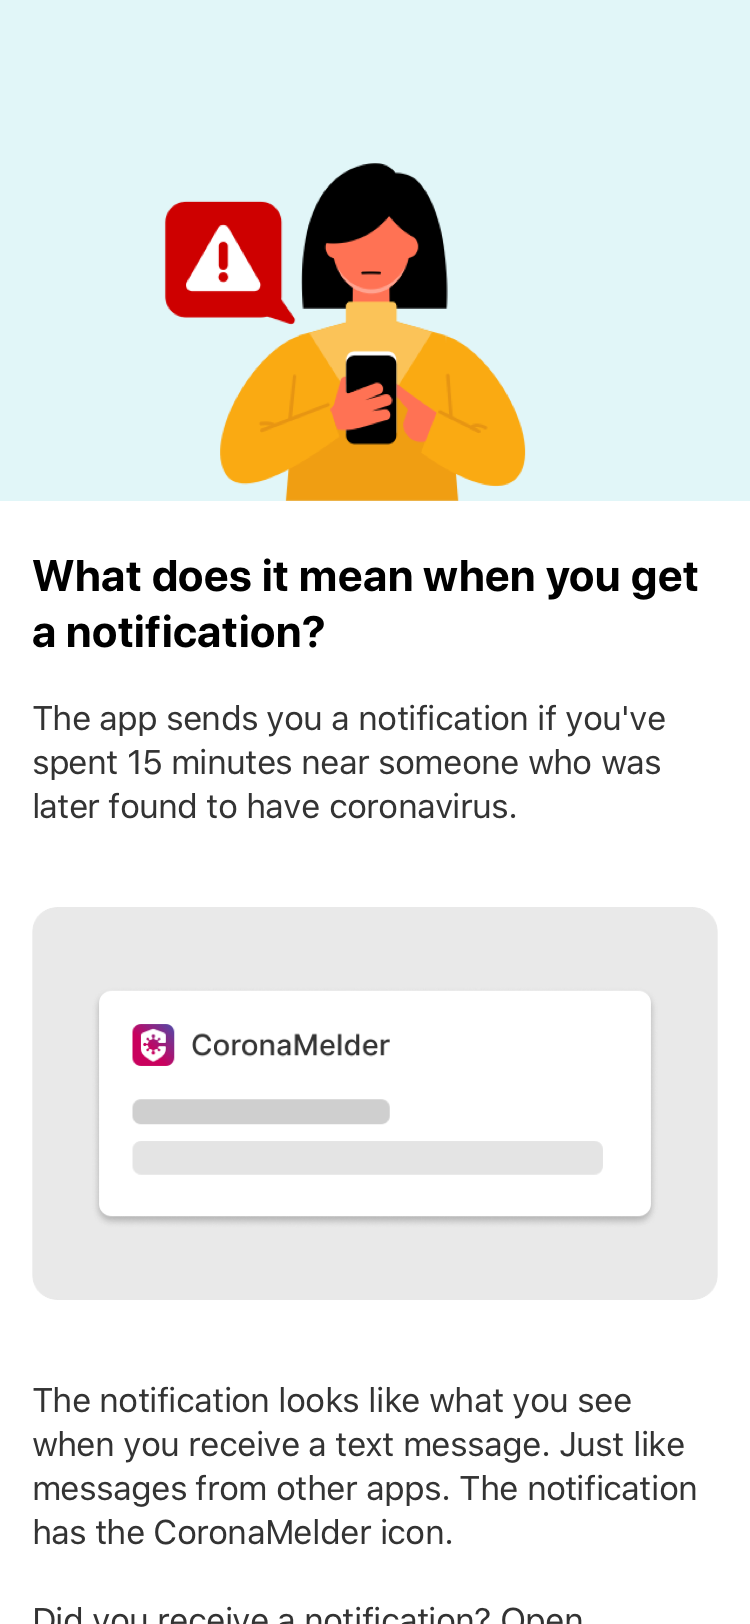 What does it mean when you get
a notification?
The app sends you a notification if you've
spent 15 minutes near someone who was
later found to have coronavirus.
CoronaMelder
The notification looks like what you see
when you receive a text message. Just like
messages from other apps. The notification
has the CoronaMelder icon.
Did you receive a notification? Open